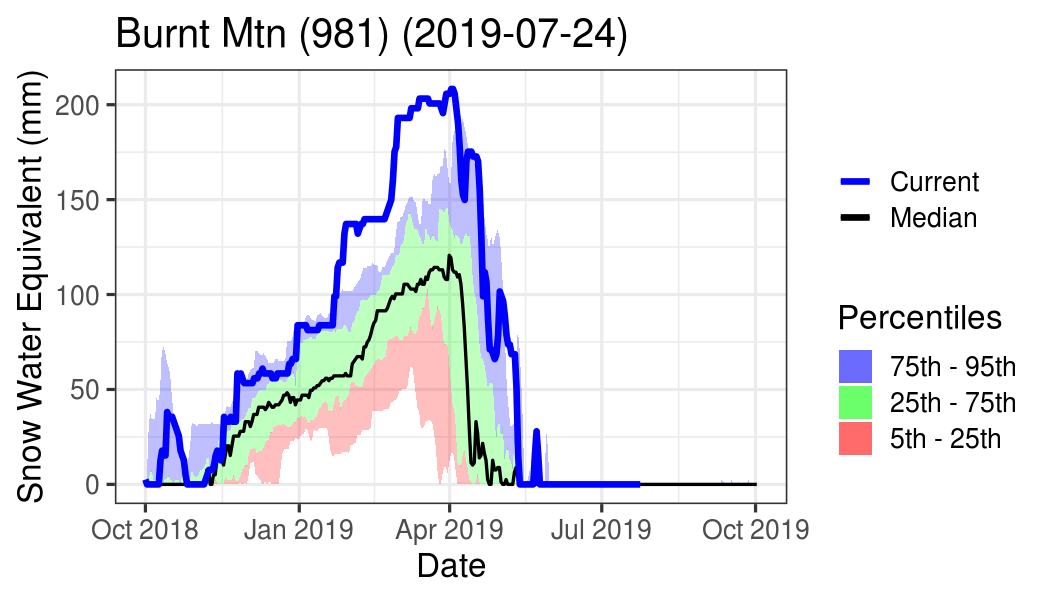 Burnt Mtn (981) (2019-07-24)
Snow Water Equivalent (mm)
200
150
100
50
0
Oct 2018
Jan 2019
Apr 2019
Jul 2019
Oct 2019
Date
Current
Median
Percentiles
75th - 95th
25th - 75th
5th - 25th